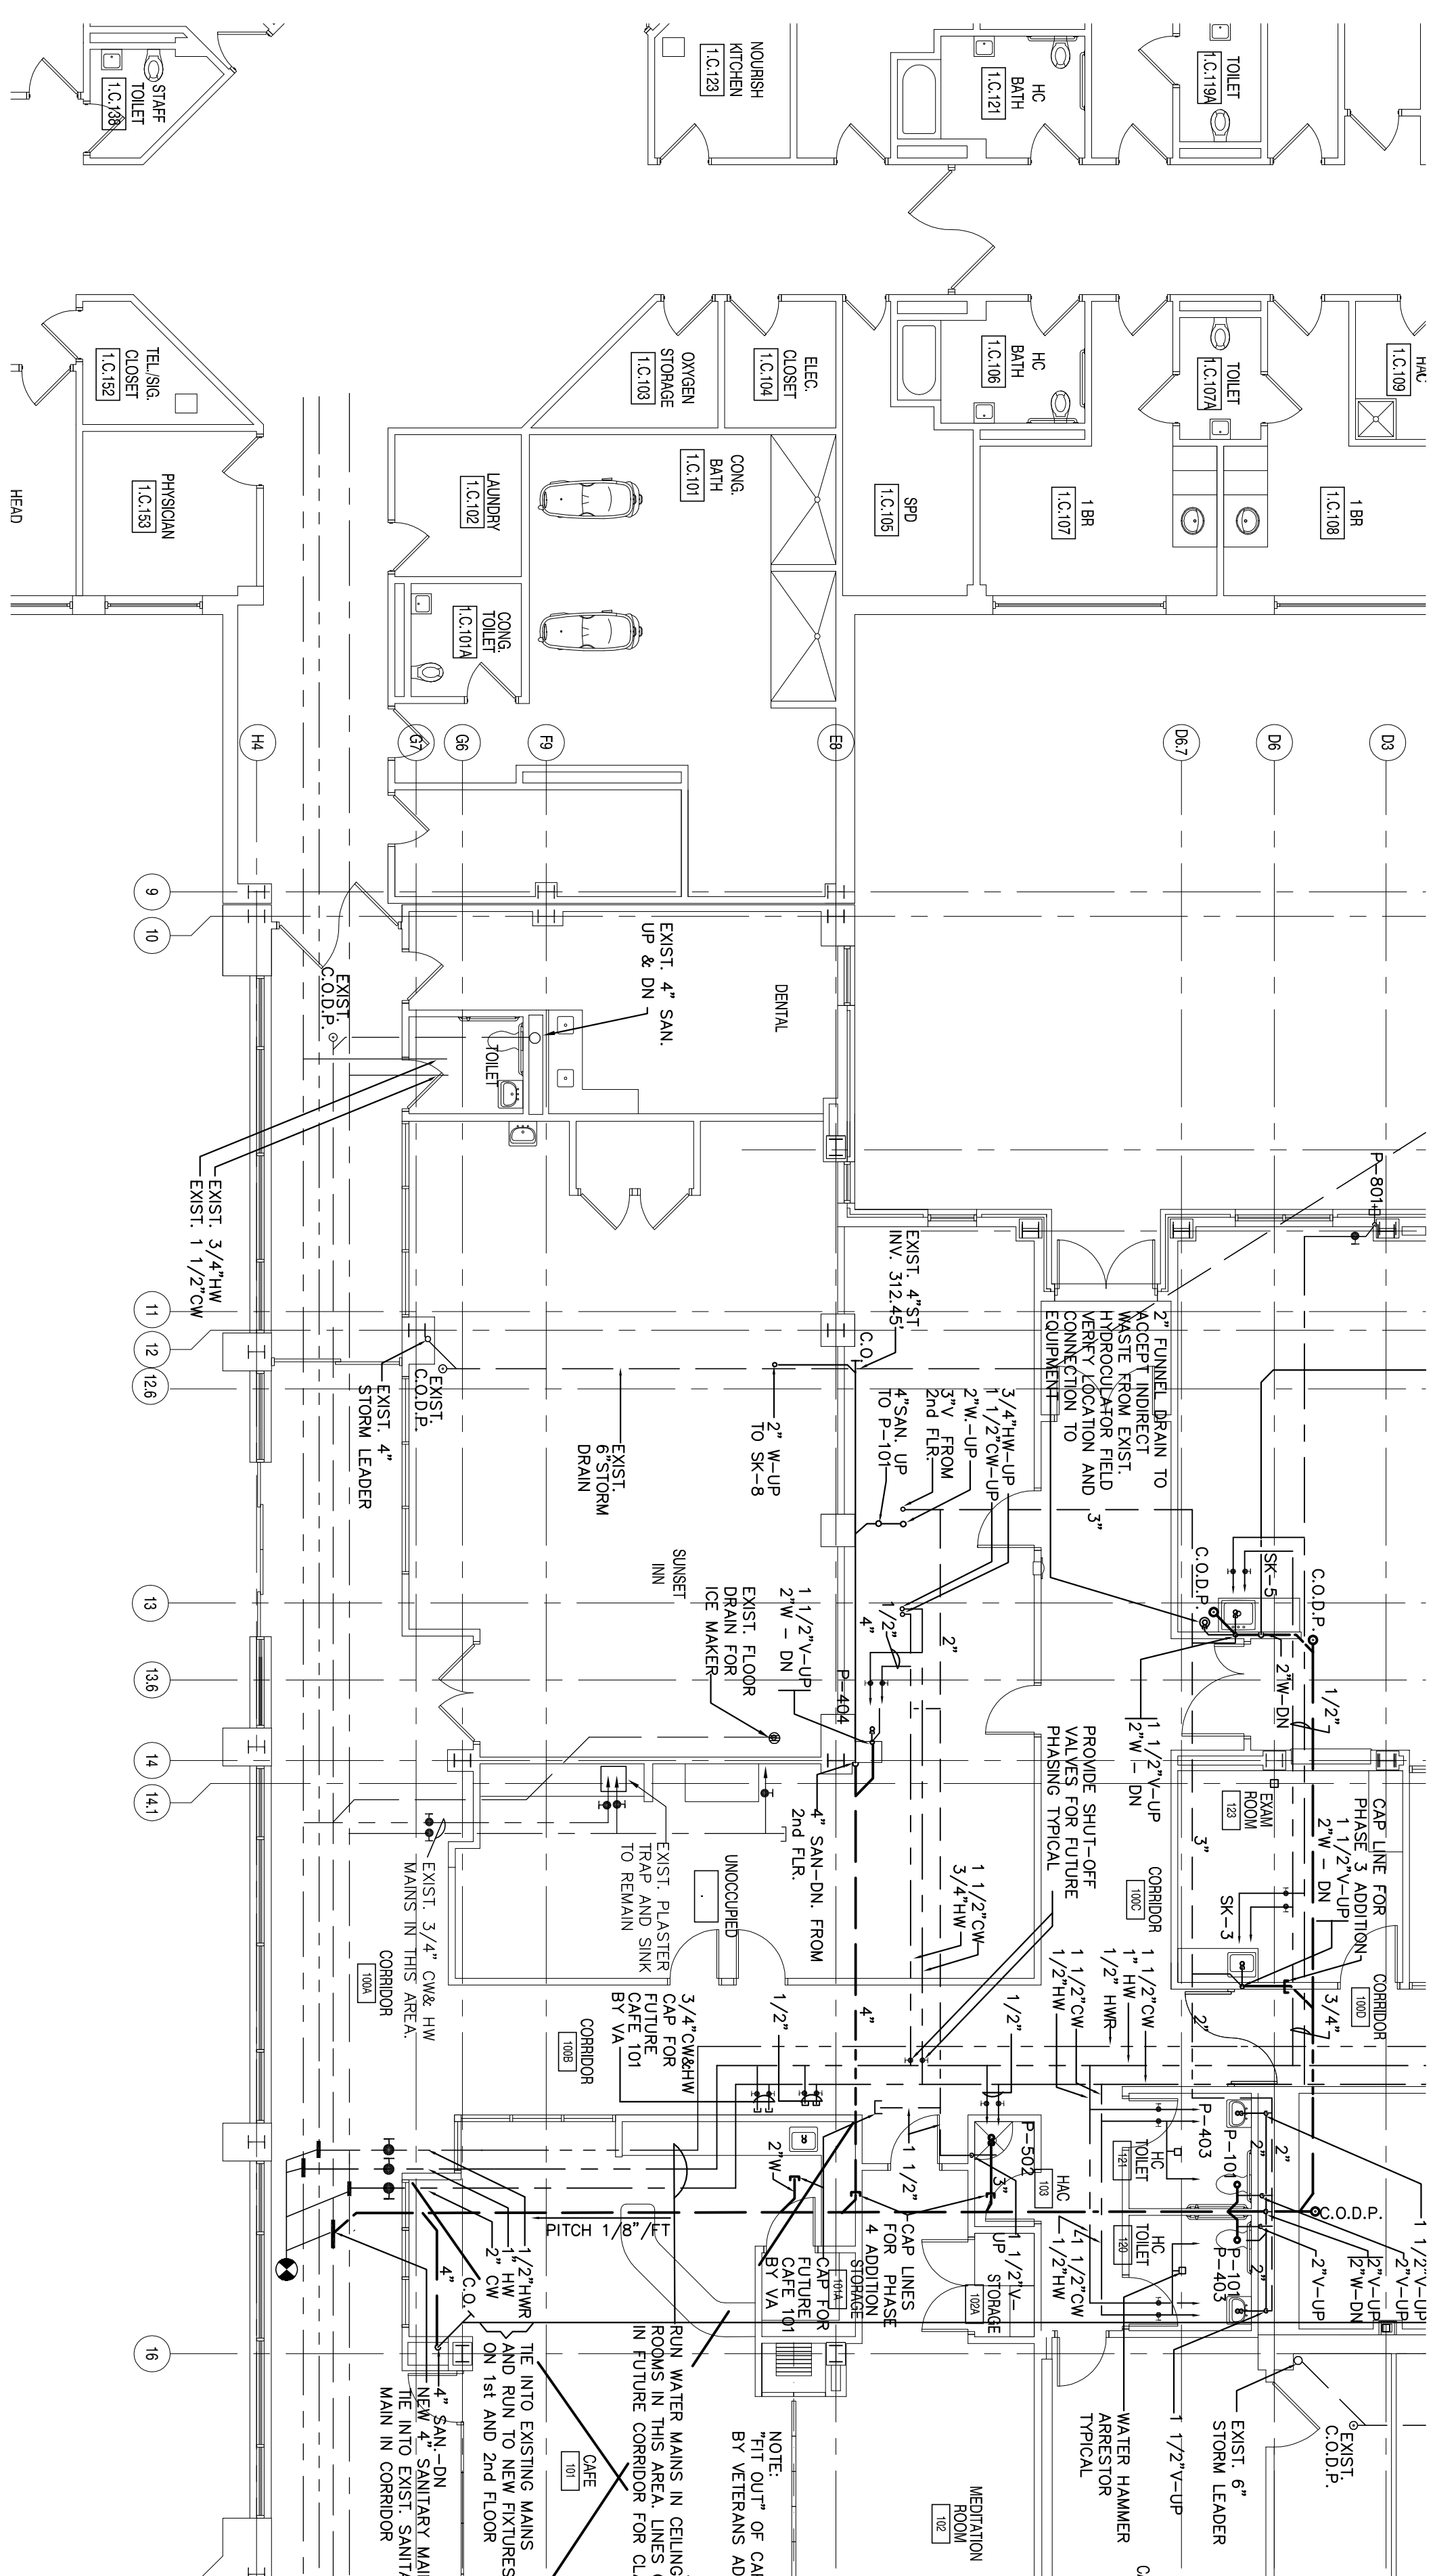 STAFF
TOILET
1.C.138
NOURISH
KITCHEN
1.C.123
HC
BATH
1.C.121
TOILET
1.C.119A
TEL./SIG.
CLOSET
1.C.152
OXYGEN
STORAGE
1.C.103
ELEC.
CLOSET
1.C.104
HC
BATH
1.C.106
TOILET
1.C.107A
HAC
1.C.109
HEAD
PHYSICIAN
1.C.153
LAUNDRY
1.C.102
CONG.
BATH
1.C.101
SPD
1.C.105
1 BR
1.C.107
1 BR
1.C.108
CONG.
TOILET
1.C.101A
H4
G7
G6
F9
E8
D6.7
D6
D3
9
10
EXIST.
C.O.D.P.
EXIST. 4" SAN.
UP & DN
DENTAL
TOILET
EXIST. 3/4"HW
EXIST. 1 1/2"CW
P-801
11
12
12.6
EXIST. 4"ST
INV. 312.45'
C.O.
2" FUNNEL DRAIN TO
ACCEPT INDIRECT
WASTE FROM EXIST.
HYDROCULATOR FIELD
VERIFY LOCATION AND
CONNECTION TO
EQUIPMENT
EXIST.
C.O.D.P.
EXIST. 4"
STORM LEADER
EXIST.
6"STORM
DRAIN
2" W-UP
TO SK-8
3/4"HW-UP
1 1/2"CW-UP
2"W.-UP
3"V FROM
2nd FLR.
4"SAN. UP
TO P-101
3"
C.O.D.P.
SK-5
C.O.D.P.
13
SUNSET
INN
EXIST. FLOOR
DRAIN FOR
ICE MAKER
1 1/2"V-UP
2"W - DN
P-404
4"
1/2"
2"
2"W-DN
1/2"
1 1/2"V-UP
2"W - DN
13.6
14
14.1
PROVIDE SHUT-OFF
VALVES FOR FUTURE
PHASING TYPICAL
EXAM
ROOM
123
CAP LINE FOR
PHASE 3 ADDITION
1 1/2"V-UP
2"W - DN
4" SAN-DN. FROM
2nd FLR.
UNOCCUPIED
EXIST. PLASTER
TRAP AND SINK
TO REMAIN
EXIST. 3/4" CW& HW
MAINS IN THIS AREA.
1 1/2"CW
3/4"HW
3"
CORRIDOR
100C
SK-3
CORRIDOR
100A
CORRIDOR
100B
CORRIDOR
100D
3/4"
3/4"CW&HW
CAP FOR
FUTURE
CAFE 101
BY VA
1/2"
4"
1/2"
1 1/2"CW
1" HW
1/2" HWR
1 1/2"CW
1/2"HW
2"
P-403
P-101
2"
2"
HC
TOILET
121
P-502
HAC
103
3"
1 1/2"
2"W
C.O.D.P.
PITCH 1/8"/FT
CAP LINES
FOR PHASE
4 ADDITION
1 1/2"V-
UP
STORAGE
102A
STORAGE
101A
CAP FOR
FUTURE
CAFE 101
BY VA
1 1/2"CW
1/2"HW
HC
TOILET
120
P-101
P-403
2"
2"V-UP
2"W-DN
2"V-UP
2"V-UP
1/2"HWR
1" HW
2" CW
4"
C.O.
16
TIE INTO EXISTING MAINS
AND RUN TO NEW FIXTURES
ON 1st AND 2nd FLOOR
4" SAN.-DN
NEW 4" SANITARY MAI
TIE INTO EXIST. SANITA
MAIN IN CORRIDOR
RUN WATER MAINS IN CEILING
ROOMS IN THIS AREA. LINES
IN FUTURE CORRIDOR FOR CLA
CAFE
101
NOTE:
"FIT OUT" OF CA
BY VETERANS AD
MEDITATION
ROOM
102
WATER HAMMER
ARRESTOR
TYPICAL
1 1/2"V-UP
EXIST. 6"
STORM LEADER
EXIST.
C.O.D.P.